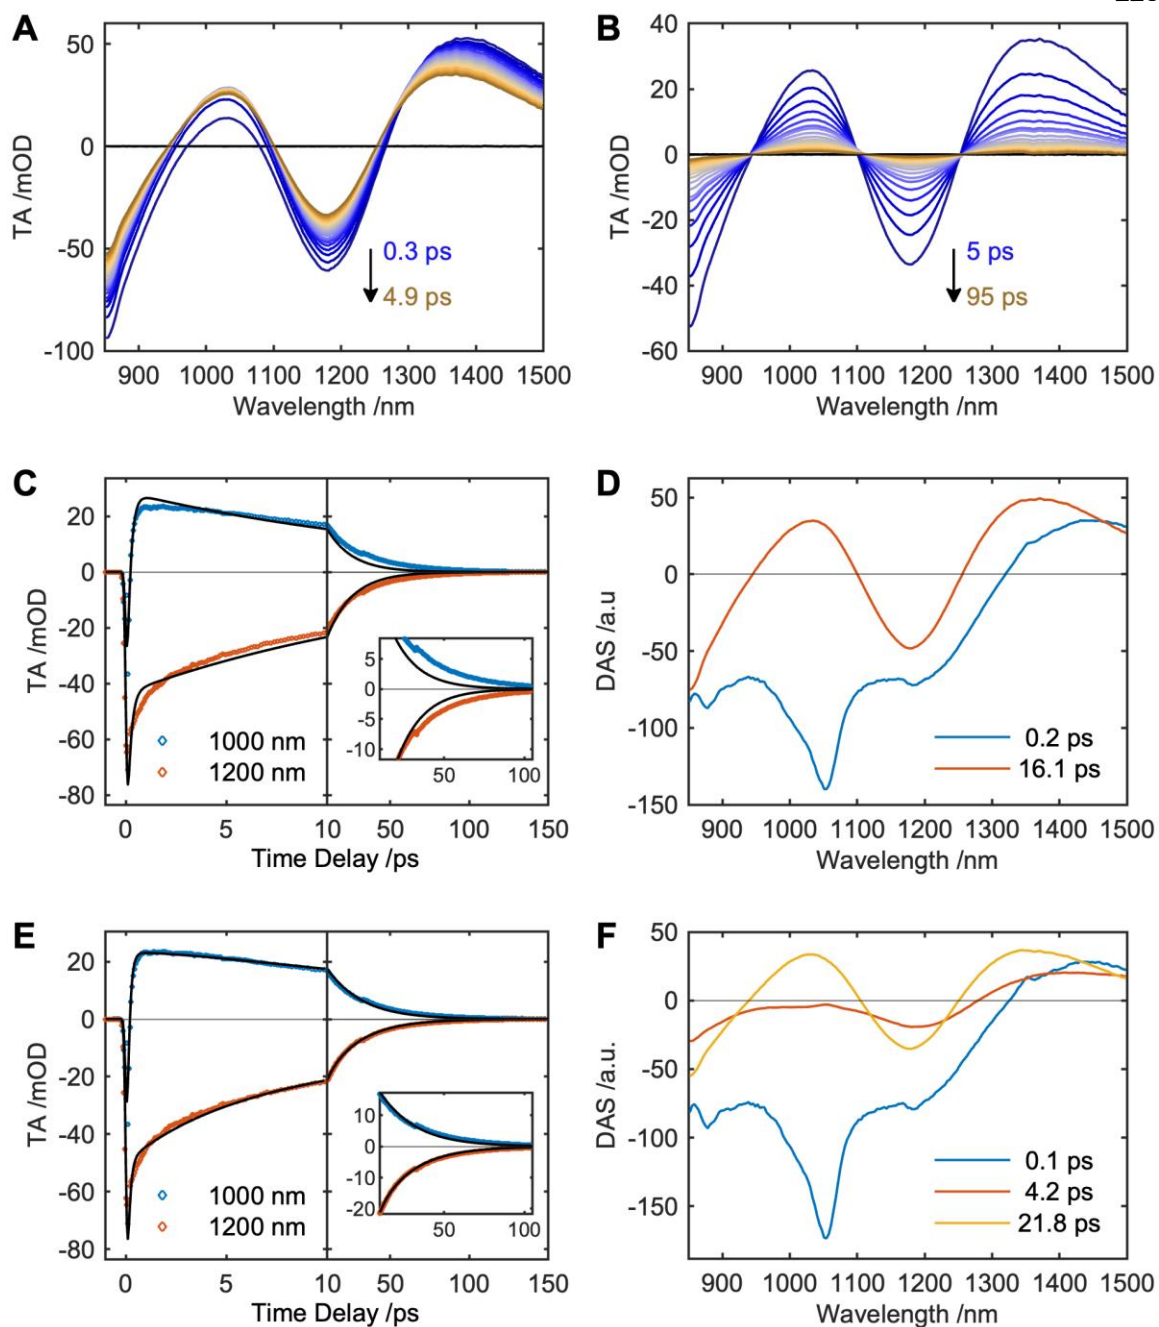 A
B
50
0
-50
-100
TA /mOD
0.3 ps
4.9 ps
900 1000 1100 1200 1300 1400 1500
Wavelength /nm
40
20
0
-20
-40
-60
TA /mOD
5 ps
95 ps
900 1000 1100 1200 1300 1400 1500
Wavelength /nm
C
D
20
0
-20
-40
-60
-80
TA /mOD
1000 nm
1200 nm
5
0
-5
-10
50 100
0 5 10 50 100 150
Time Delay /ps
50
0
-50
-100
-150
DAS /a.u
0.2 ps
16.1 ps
900 1000 1100 1200 1300 1400 1500
Wavelength /nm
E
F
20
0
-20
-40
-60
-80
TA /mOD
1000 nm
1200 nm
10
0
-10
-20
50 100
0 5 10 50 100 150
Time Delay /ps
50
0
-50
-100
-150
DAS /a.u.
0.1 ps
4.2 ps
21.8 ps
900 1000 1100 1200 1300 1400 1500
Wavelength /nm